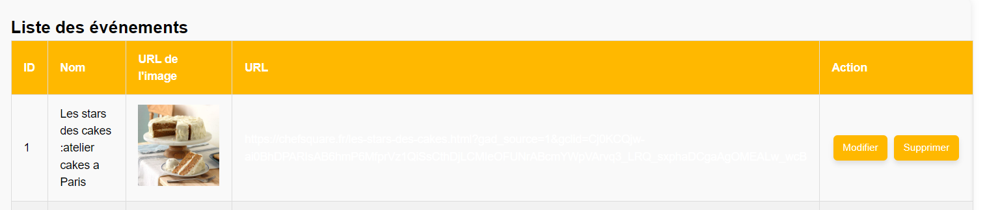 Liste des événements
ID
Nom
URL de
l'image
URL
Action
1
Les stars
des cakes
:atelier
cakes a
Paris
https://chefsquare.fr/les-stars-des-cakes.html?gad_source=1&gclid=Cj0KCQjw-
Modifier
Supprimer